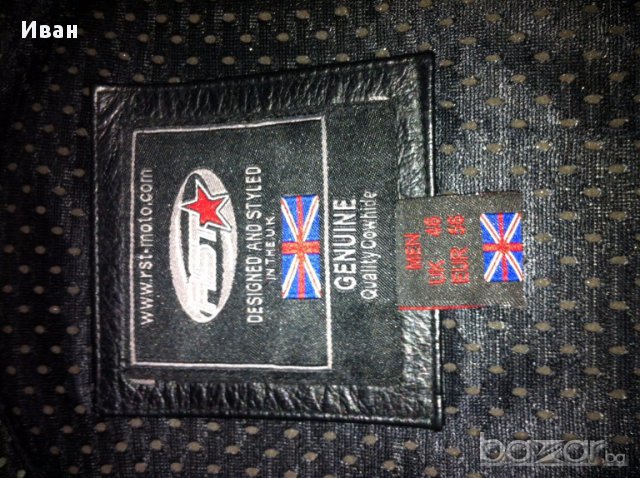 Иван
www.rst-moto.com
RST
DESIGNED AND STYLED
IN THE U.K.
GENUINE
Quality Cowhide
MEN
UK 46
EUR 56
bazar.bg